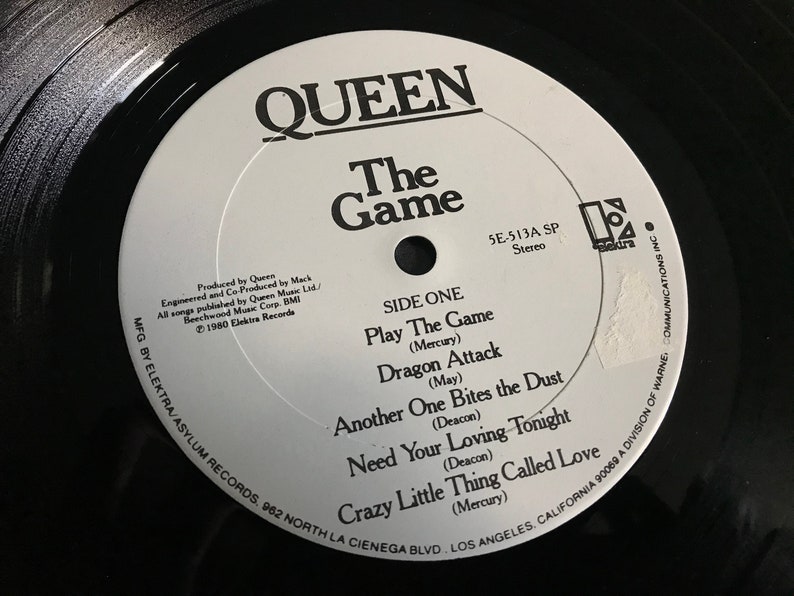 QUEEN
The
Game
5E-513A SP
Stereo
elektra
Produced by Queen
Engineered and Co-Produced by Mack
All songs published by Queen Music Ltd./
Beechwood Music Corp. BMI
℗ 1980 Elektra Records
SIDE ONE
Play The Game
(Mercury)
Dragon Attack
(May)
Another One Bites the Dust
(Deacon)
Need Your Loving Tonight
(Deacon)
Crazy Little Thing Called Love
(Mercury)
MFG. BY ELEKTRA/ASYLUM RECORDS, 962 NORTH LA CIENEGA BLVD., LOS ANGELES, CALIFORNIA 90069 A DIVISION OF WARNER COMMUNICATIONS INC. ●